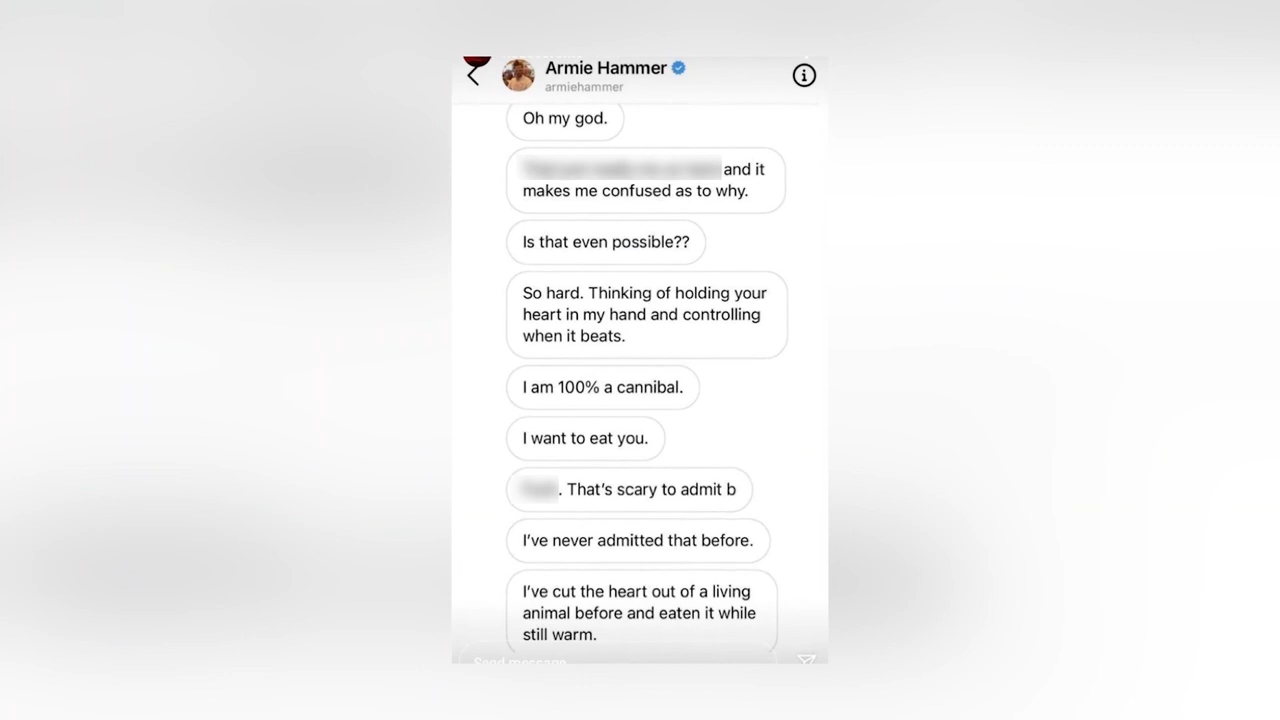 Armie Hammer
armiehammer
Oh my god.
and it
makes me confused as to why.
Is that even possible??
So hard. Thinking of holding your
heart in my hand and controlling
when it beats.
I am 100% a cannibal.
I want to eat you.
. That's scary to admit b
I've never admitted that before.
I've cut the heart out of a living
animal before and eaten it while
still warm.
Send message